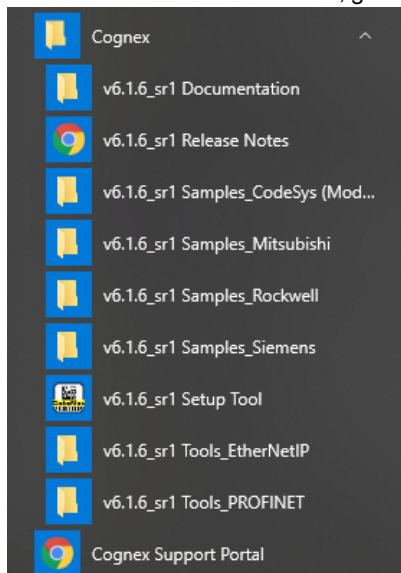 Cognex
v6.1.6_sr1 Documentation
v6.1.6_sr1 Release Notes
v6.1.6_sr1 Samples_CodeSys (Mod...
v6.1.6_sr1 Samples_Mitsubishi
v6.1.6_sr1 Samples_Rockwell
v6.1.6_sr1 Samples_Siemens
v6.1.6_sr1 Setup Tool
v6.1.6_sr1 Tools_EtherNetIP
v6.1.6_sr1 Tools_PROFINET
Cognex Support Portal